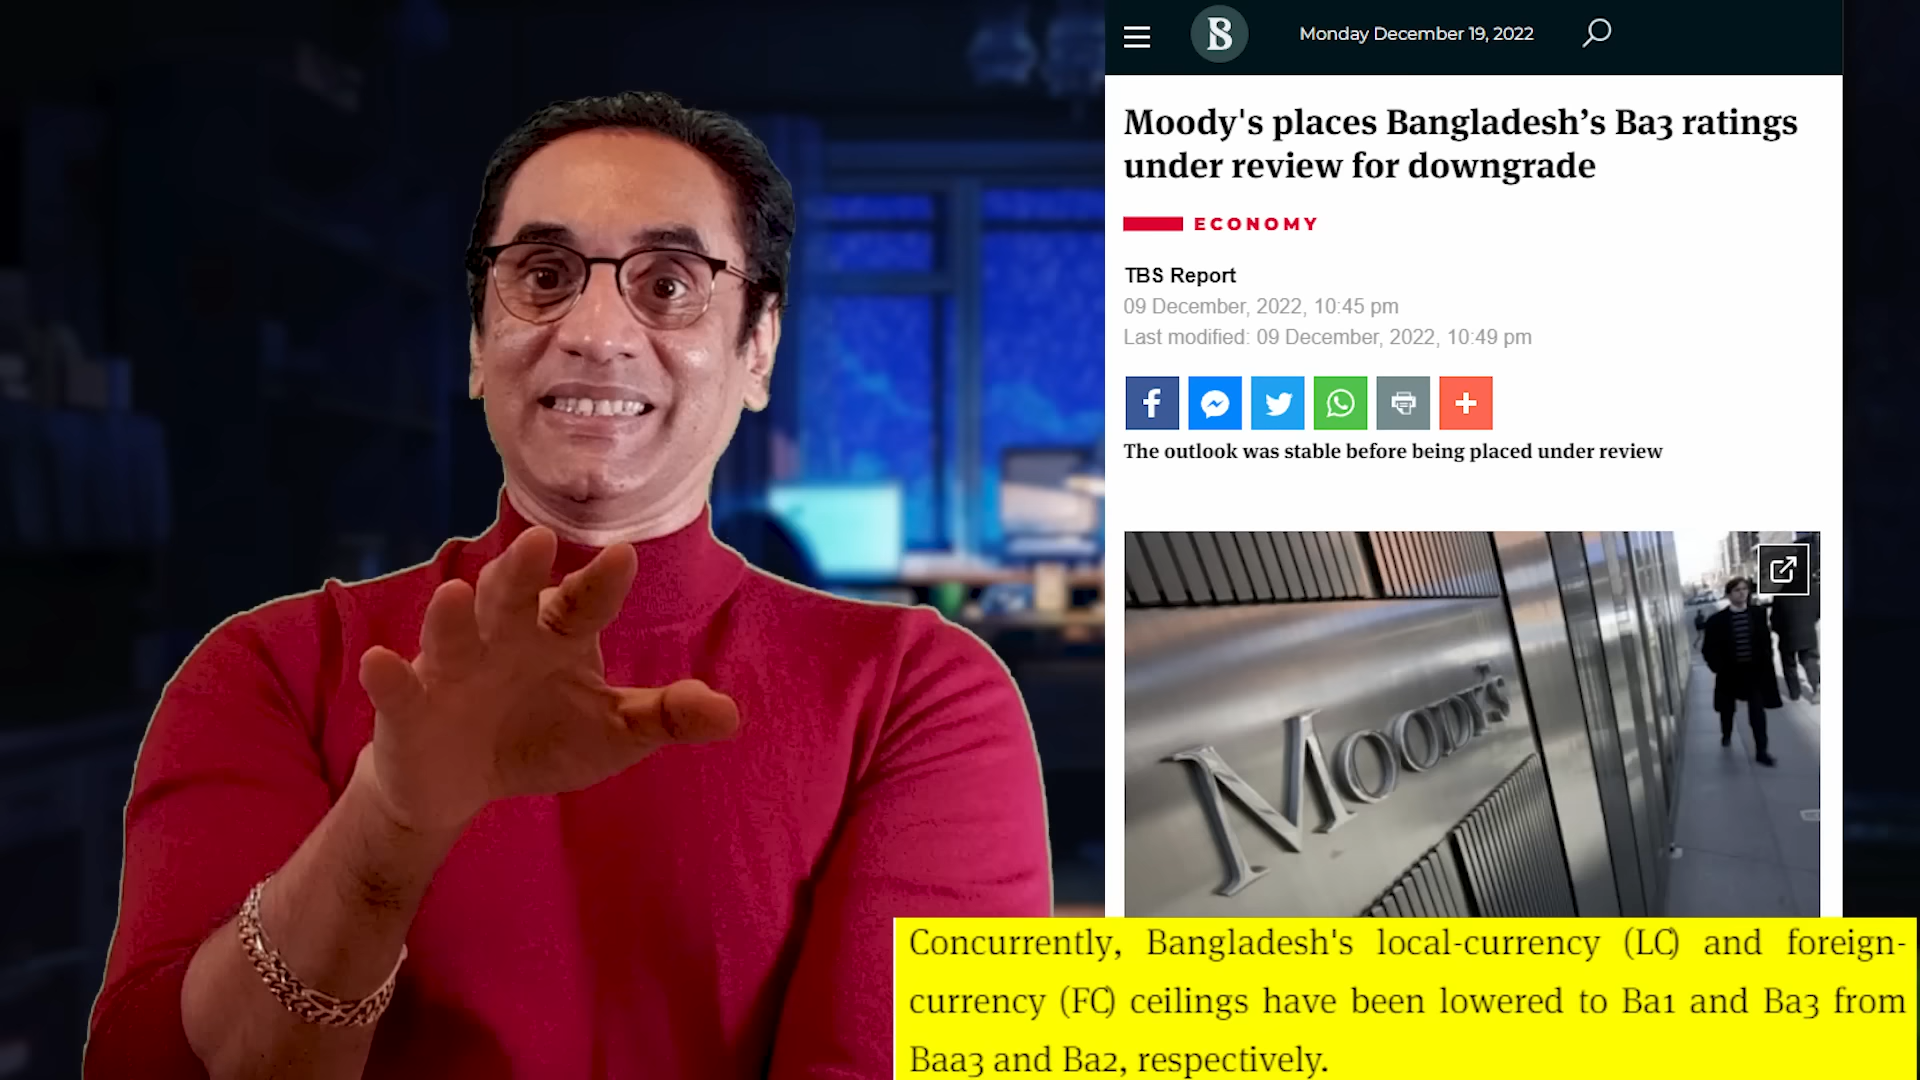 B
Monday December 19, 2022
Moody's places Bangladesh’s Ba3 ratings
under review for downgrade
ECONOMY
TBS Report
09 December, 2022, 10:45 pm
Last modified: 09 December, 2022, 10:49 pm
The outlook was stable before being placed under review
MOODY'S
Concurrently, Bangladesh's local-currency (LC) and foreign-
currency (FC) ceilings have been lowered to Ba1 and Ba3 from
Baa3 and Ba2, respectively.